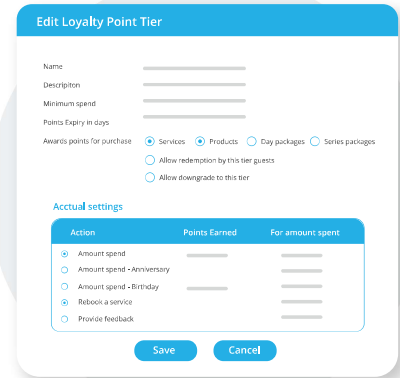 Edit Loyalty Point Tier
Name
Descripiton
Minimum spend
Points Expiry in days
Awards points for purchase Services Products Day packages Series packages
Allow redemption by this tier guests
Allow downgrade to this tier
Acctual settings
Action Points Earned For amount spent
Amount spend
Amount spend - Anniversary
Amount spend - Birthday
Rebook a service
Provide feedback
Save Cancel